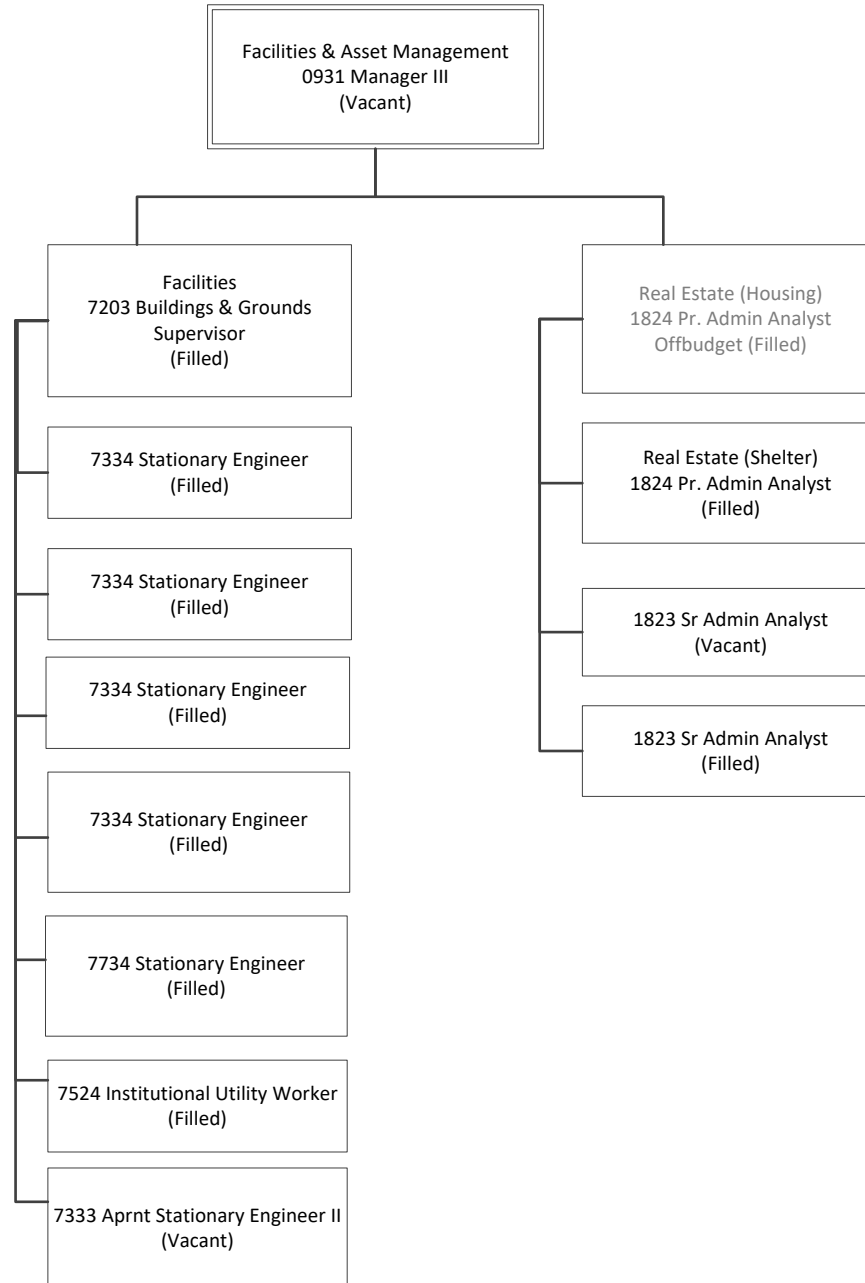 Facilities & Asset Management
0931 Manager III
(Vacant)
Facilities
7203 Buildings & Grounds
Supervisor
(Filled)
7334 Stationary Engineer
(Filled)
7334 Stationary Engineer
(Filled)
7334 Stationary Engineer
(Filled)
7334 Stationary Engineer
(Filled)
7734 Stationary Engineer
(Filled)
7524 Institutional Utility Worker
(Filled)
7333 Aprnt Stationary Engineer II
(Vacant)
Real Estate (Housing)
1824 Pr. Admin Analyst
Offbudget (Filled)
Real Estate (Shelter)
1824 Pr. Admin Analyst
(Filled)
1823 Sr Admin Analyst
(Vacant)
1823 Sr Admin Analyst
(Filled)